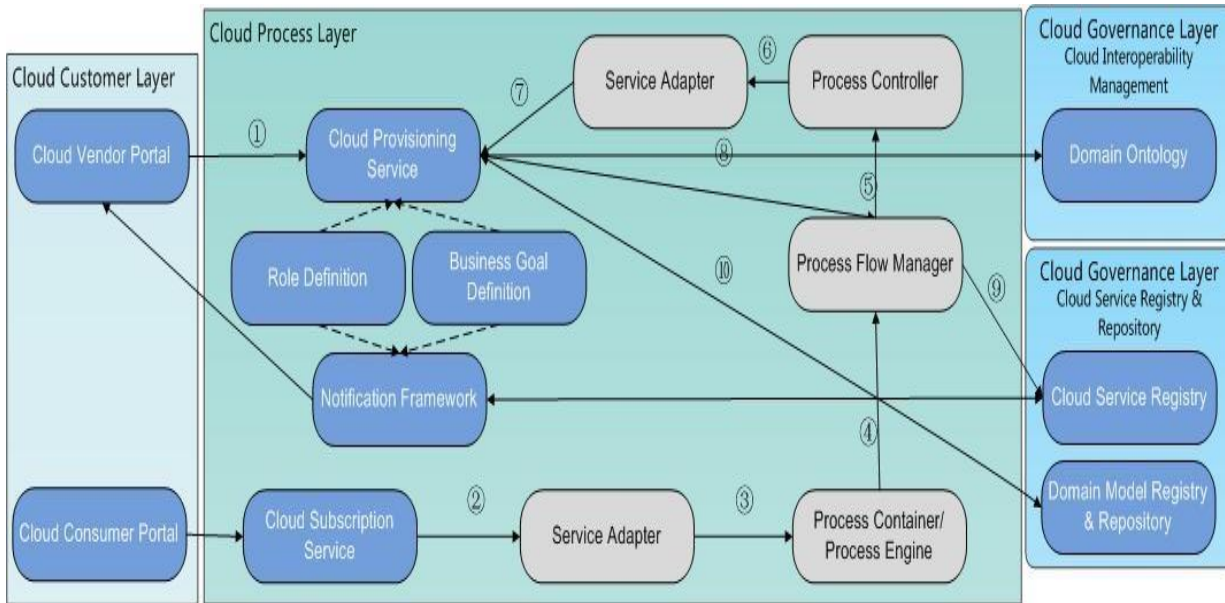 Cloud Customer Layer
Cloud Vendor Portal
Cloud Consumer Portal
Cloud Process Layer
①
Cloud Provisioning
Service
⑦
Service Adapter
⑥
Process Controller
⑧
⑤
Role Definition
Business Goal
Definition
Process Flow Manager
⑩
⑨
Notification Framework
④
Cloud Subscription
Service
②
Service Adapter
③
Process Container/
Process Engine
Cloud Governance Layer
Cloud Interoperability
Management
Domain Ontology
Cloud Governance Layer
Cloud Service Registry &
Repository
Cloud Service Registry
Domain Model Registry
& Repository